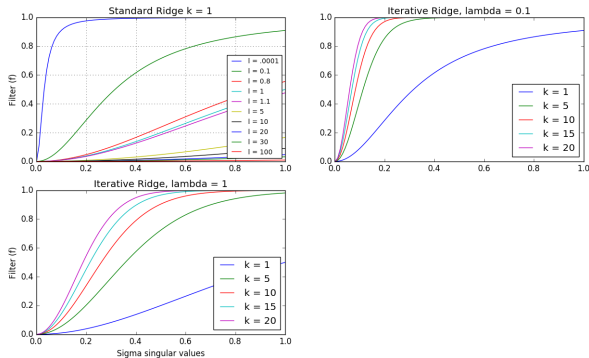 Standard Ridge k = 1
Filter (f)
1.0
0.8
0.6
0.4
0.2
0.0
0.0 0.2 0.4 0.6 0.8 1.0
l = .0001
l = 0.1
l = 0.8
l = 1
l = 1.1
l = 5
l = 10
l = 20
l = 30
l = 100
Iterative Ridge, lambda = 0.1
1.0
0.8
0.6
0.4
0.2
0.0
0.0 0.2 0.4 0.6 0.8 1.0
k = 1
k = 5
k = 10
k = 15
k = 20
Iterative Ridge, lambda = 1
Filter (f)
1.0
0.8
0.6
0.4
0.2
0.0
0.0 0.2 0.4 0.6 0.8 1.0
k = 1
k = 5
k = 10
k = 15
k = 20
Sigma singular values